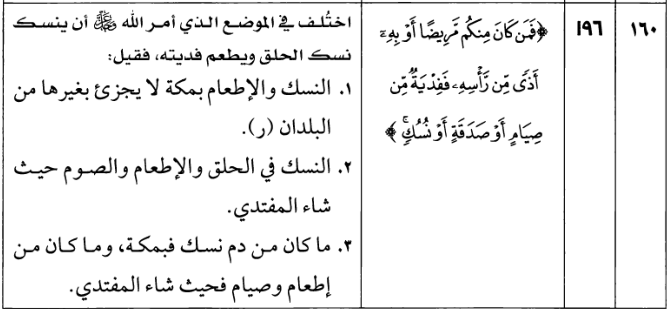 ١٦٠
١٩٦
﴿فَمَن كَانَ مِنكُم مَّرِيضًا أَوْ بِهِۦٓ
أَذًى مِّن رَّأْسِهِۦ فَفِدْيَةٌ مِّن
صِيَامٍ أَوْ صَدَقَةٍ أَوْ نُسُكٍۚ﴾
اختُلف في الموضع الذي أمر الله ﷻ أن ينسك
نسك الحلق ويطعم فديته، فقيل:
١. النسك والإطعام بمكة لا يجزئ بغيرها من
البلدان (ر).
٢. النسك في الحلق والإطعام والصوم حيث
شاء المفتدي.
٣. ما كان من دم نسك فبمكة، وما كان من
إطعام وصيام فحيث شاء المفتدي.